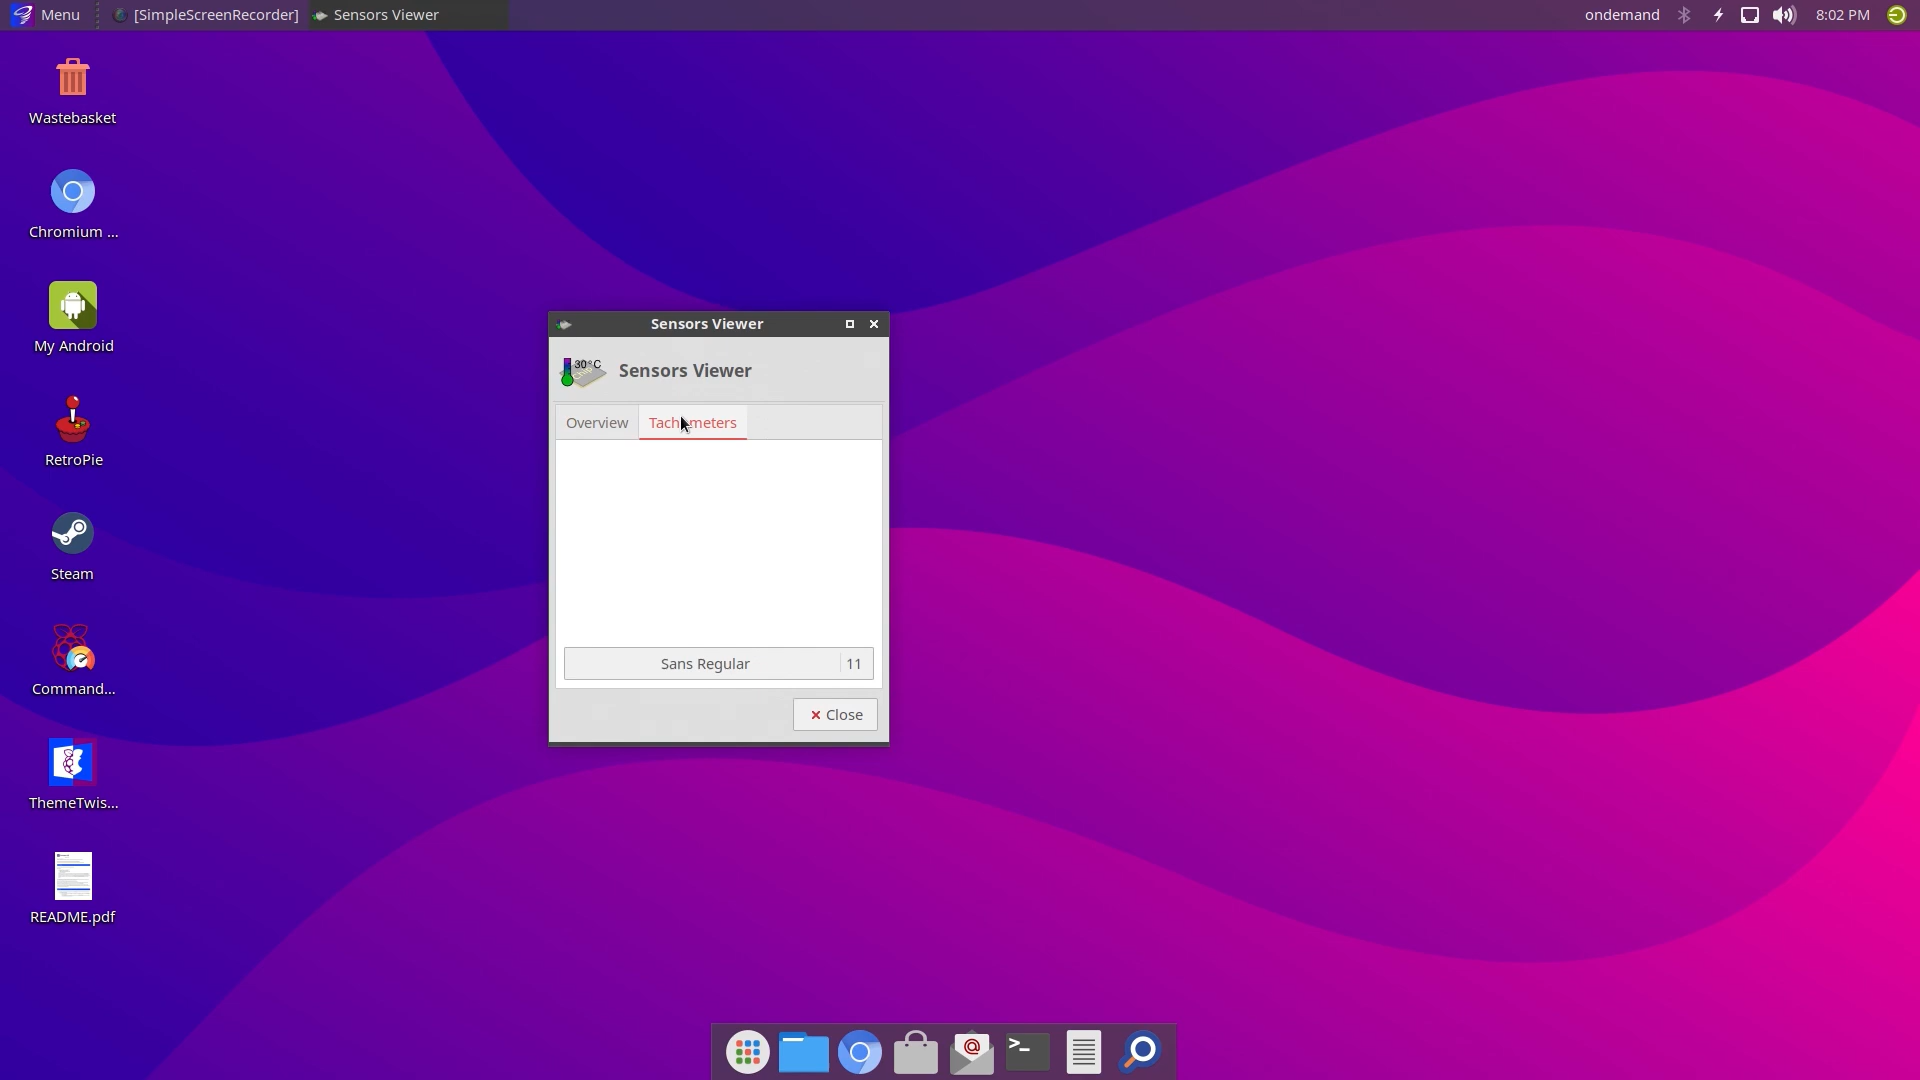 Menu
[SimpleScreenRecorder]
Sensors Viewer
ondemand
8:02 PM
Wastebasket
Chromium ...
My Android
RetroPie
Steam
Command...
ThemeTwis...
README.pdf
Sensors Viewer
30°C
Sensors Viewer
Overview
Tachometers
Sans Regular
11
Close
@
>_